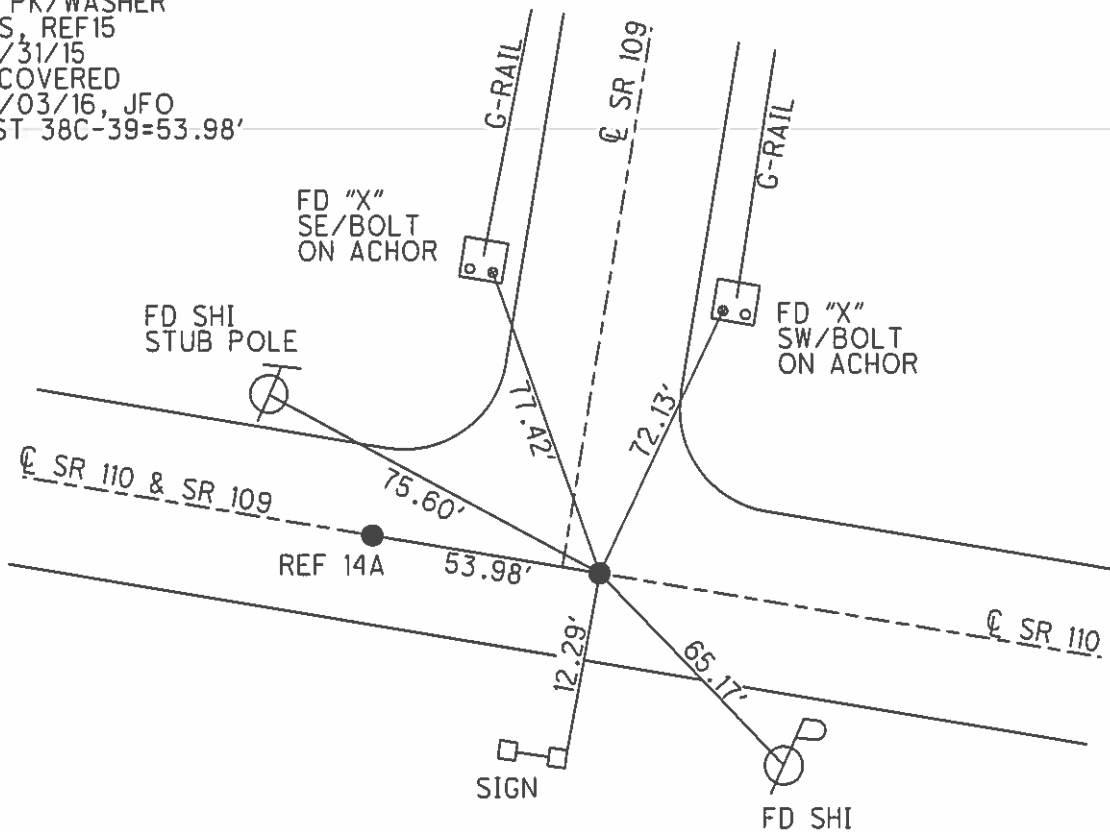 PK/WASHER
S, REF15
/31/15
COVERED
/03/16, JFO
ST 38C-39=53.98'
G-RAIL
℄ SR 109
G-RAIL
FD "X"
SE/BOLT
ON ACHOR
FD SHI
STUB POLE
FD "X"
SW/BOLT
ON ACHOR
77.42'
72.13'
℄ SR 110 & SR 109
75.60'
REF 14A
53.98'
℄ SR 110
12.29'
65.17'
SIGN
FD SHI